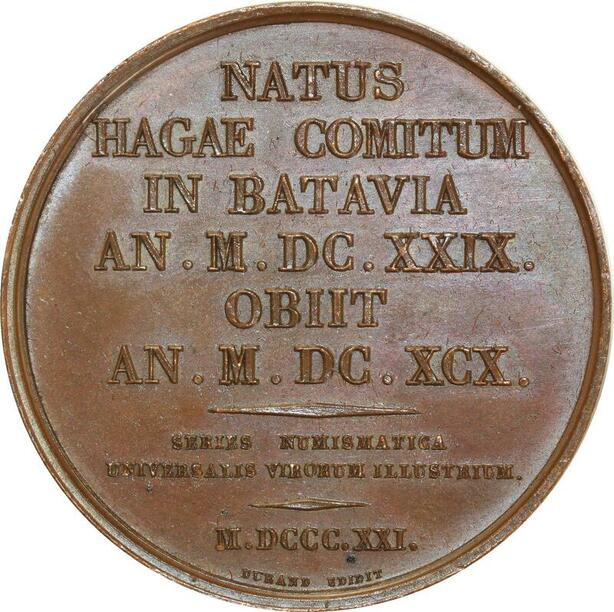 NATUS
HAGAE COMITUM
IN BATAVIA
AN. M. DC. XXIX.
OBIIT
AN. M. DC. XCX.
SERIES NUMISMATICA
UNIVERSALIS VIRORUM ILLUSTRIUM.
M.DCCC.XXI.
DURAND EDIDIT